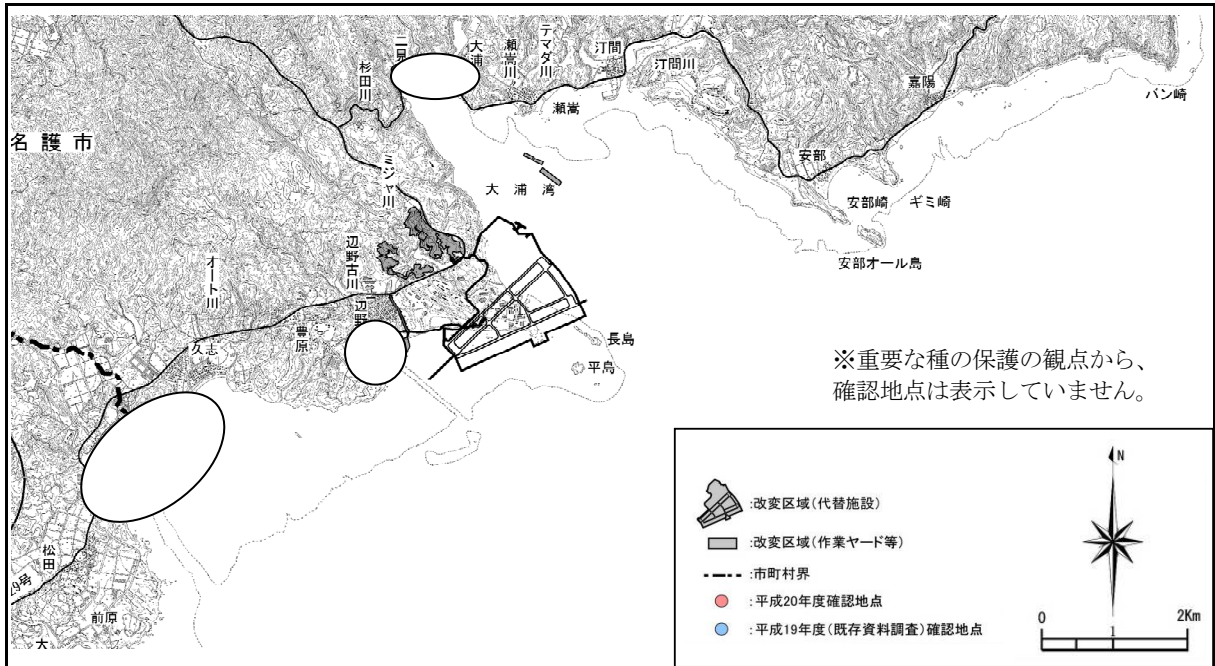 二見
大浦
瀬嵩川
テマダ川
汀間
汀間川
嘉陽
バン崎
杉田川
瀬嵩
名護市
安部
ミジャ川
大浦湾
安部崎
ギミ崎
安部オール島
辺野古川
オート川
辺野
豊原
久志
長島
平島
※重要な種の保護の観点から、
確認地点は表示していません。
N
:改変区域(代替施設)
:改変区域(作業ヤード等)
:市町村界
:平成20年度確認地点
:平成19年度(既存資料調査)確認地点
0 1 2Km
松田
29号
前原
大